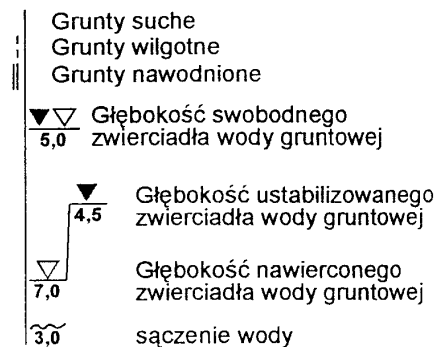 Grunty suche
Grunty wilgotne
Grunty nawodnione
Głębokość swobodnego
5,0 zwierciadła wody gruntowej
Głębokość ustabilizowanego
4,5 zwierciadła wody gruntowej
Głębokość nawierconego
7,0 zwierciadła wody gruntowej
3,0 sączenie wody